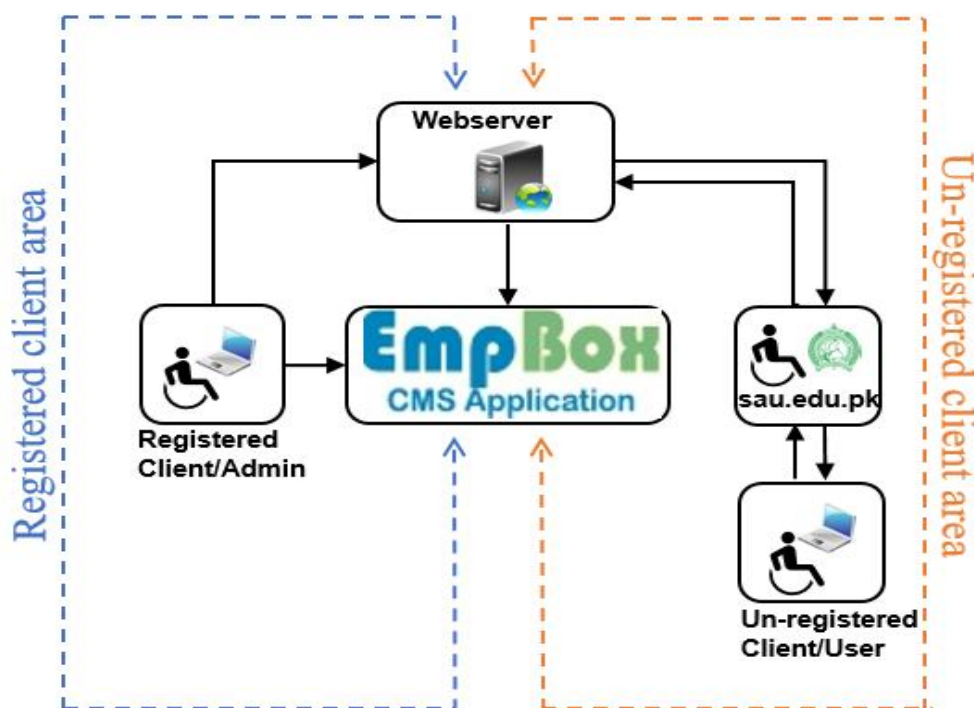 Registered client area
Webserver
Un-registered client area
EmpBox
CMS Application
sau.edu.pk
Registered
Client/Admin
Un-registered
Client/User